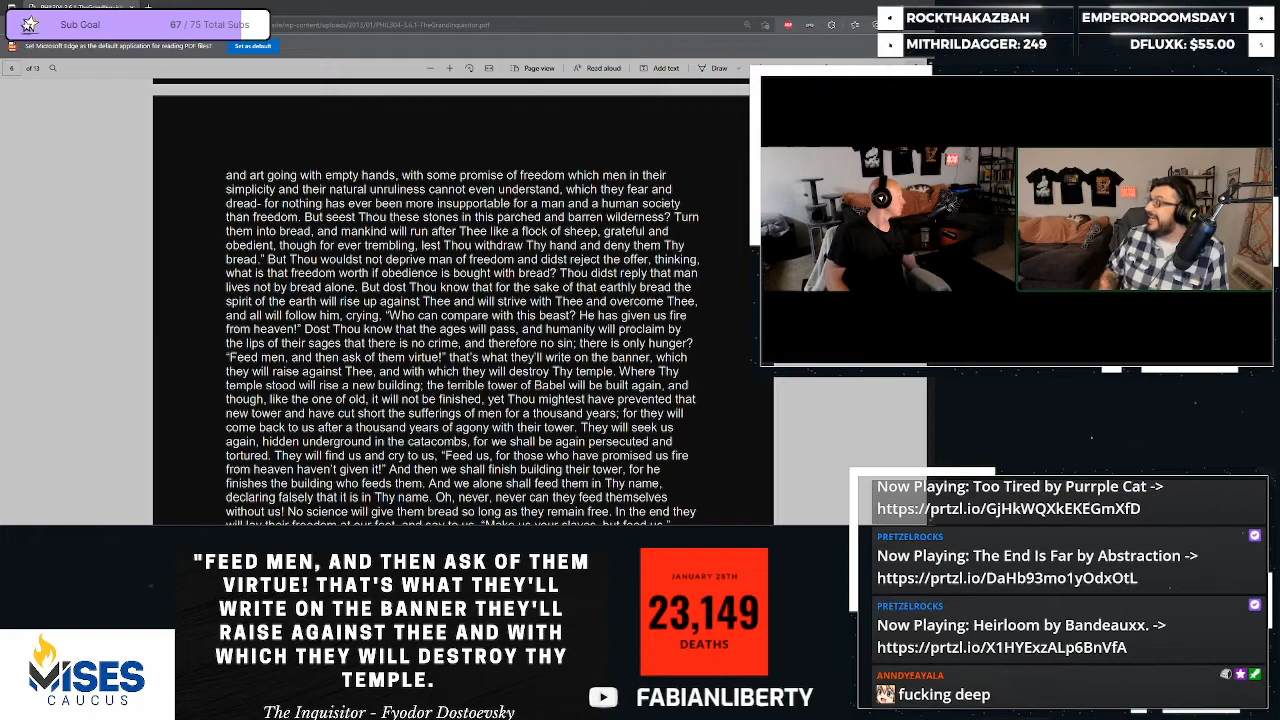 Sub Goal 67 / 75 Total Subs
Set Microsoft Edge as the default application for reading PDF files? Set as default
6 of 13 Page view Read aloud Add text Draw
and art going with empty hands, with some promise of freedom which men in their
simplicity and their natural unruliness cannot even understand, which they fear and
dread- for nothing has ever been more insupportable for a man and a human society
than freedom. But seest Thou these stones in this parched and barren wilderness? Turn
them into bread, and mankind will run after Thee like a flock of sheep, grateful and
obedient, though for ever trembling, lest Thou withdraw Thy hand and deny them Thy
bread." But Thou wouldst not deprive man of freedom and didst reject the offer, thinking,
what is that freedom worth if obedience is bought with bread? Thou didst reply that man
lives not by bread alone. But dost Thou know that for the sake of that earthly bread the
spirit of the earth will rise up against Thee and will strive with Thee and overcome Thee,
and all will follow him, crying, "Who can compare with this beast? He has given us fire
from heaven!" Dost Thou know that the ages will pass, and humanity will proclaim by
the lips of their sages that there is no crime, and therefore no sin; there is only hunger?
"Feed men, and then ask of them virtue!" that's what they'll write on the banner, which
they will raise against Thee, and with which they will destroy Thy temple. Where Thy
temple stood will rise a new building; the terrible tower of Babel will be built again, and
though, like the one of old, it will not be finished, yet Thou mightest have prevented that
new tower and have cut short the sufferings of men for a thousand years; for they will
come back to us after a thousand years of agony with their tower. They will seek us
again, hidden underground in the catacombs, for we shall be again persecuted and
tortured. They will find us and cry to us, "Feed us, for those who have promised us fire
from heaven haven't given it!" And then we shall finish building their tower, for he
finishes the building who feeds them. And we alone shall feed them in Thy name,
declaring falsely that it is in Thy name. Oh, never, never can they feed themselves
without us! No science will give them bread so long as they remain free. In the end they
will lay their freedom at our feet, and say to us, "Make us your slaves, but feed us."
ROCKTHAKAZBAH EMPERORDOOMSDAY 1
MITHRILDAGGER: 249 DFLUXK: $55.00
"FEED MEN, AND THEN ASK OF THEM
VIRTUE! THAT'S WHAT THEY'LL
WRITE ON THE BANNER THEY'LL
RAISE AGAINST THEE AND WITH
WHICH THEY WILL DESTROY THY
TEMPLE.
The Inquisitor - Fyodor Dostoevsky
MISES
CAUCUS
JANUARY 28TH
23,149
DEATHS
FABIANLIBERTY
Now Playing: Too Tired by Purrple Cat ->
https://prtzl.io/GjHkWQXkEKEGmXfD
PRETZELROCKS
Now Playing: The End Is Far by Abstraction ->
https://prtzl.io/DaHb93mo1yOdxOtL
PRETZELROCKS
Now Playing: Heirloom by Bandeauxx. ->
https://prtzl.io/X1HYExzALp6BnVfA
ANNDYEAYALA
fucking deep